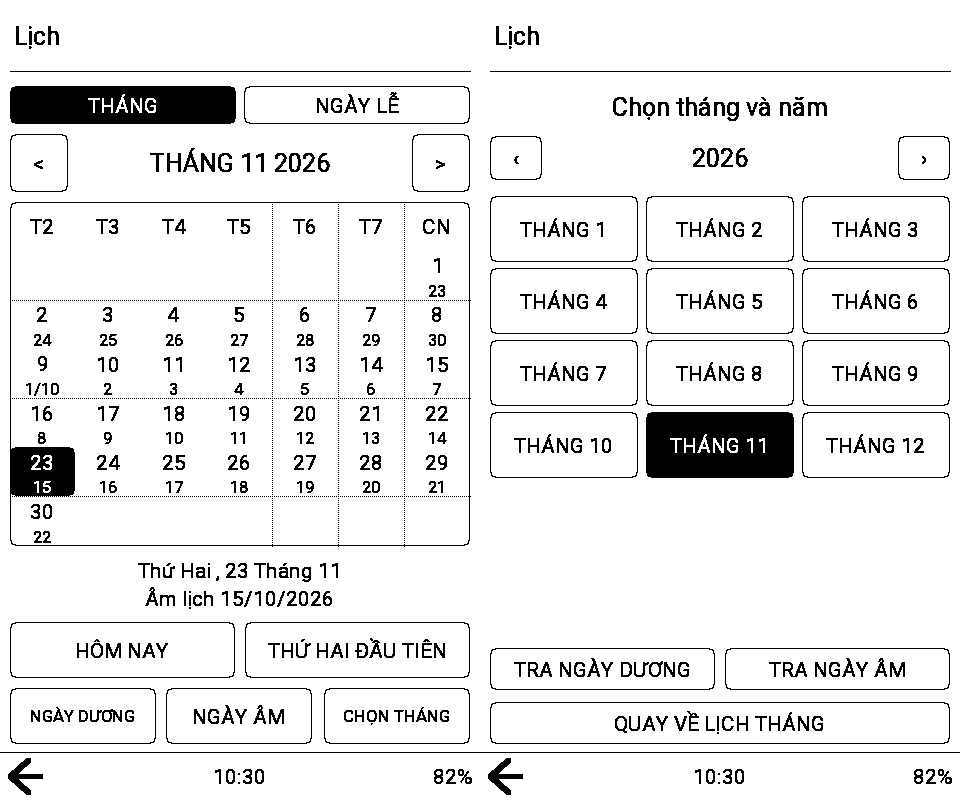 Lịch
THÁNG NGÀY LỄ
< THÁNG 11 2026 >
T2 T3 T4 T5 T6 T7 CN
1
23
2 3 4 5 6 7 8
24 25 26 27 28 29 30
9 10 11 12 13 14 15
1/10 2 3 4 5 6 7
16 17 18 19 20 21 22
8 9 10 11 12 13 14
23 24 25 26 27 28 29
15 16 17 18 19 20 21
30
22
Thứ Hai , 23 Tháng 11
Âm lịch 15/10/2026
HÔM NAY THỨ HAI ĐẦU TIÊN
NGÀY DƯƠNG NGÀY ÂM CHỌN THÁNG
10:30 82%
Lịch
Chọn tháng và năm
‹ 2026 ›
THÁNG 1 THÁNG 2 THÁNG 3
THÁNG 4 THÁNG 5 THÁNG 6
THÁNG 7 THÁNG 8 THÁNG 9
THÁNG 10 THÁNG 11 THÁNG 12
TRA NGÀY DƯƠNG TRA NGÀY ÂM
QUAY VỀ LỊCH THÁNG
10:30 82%